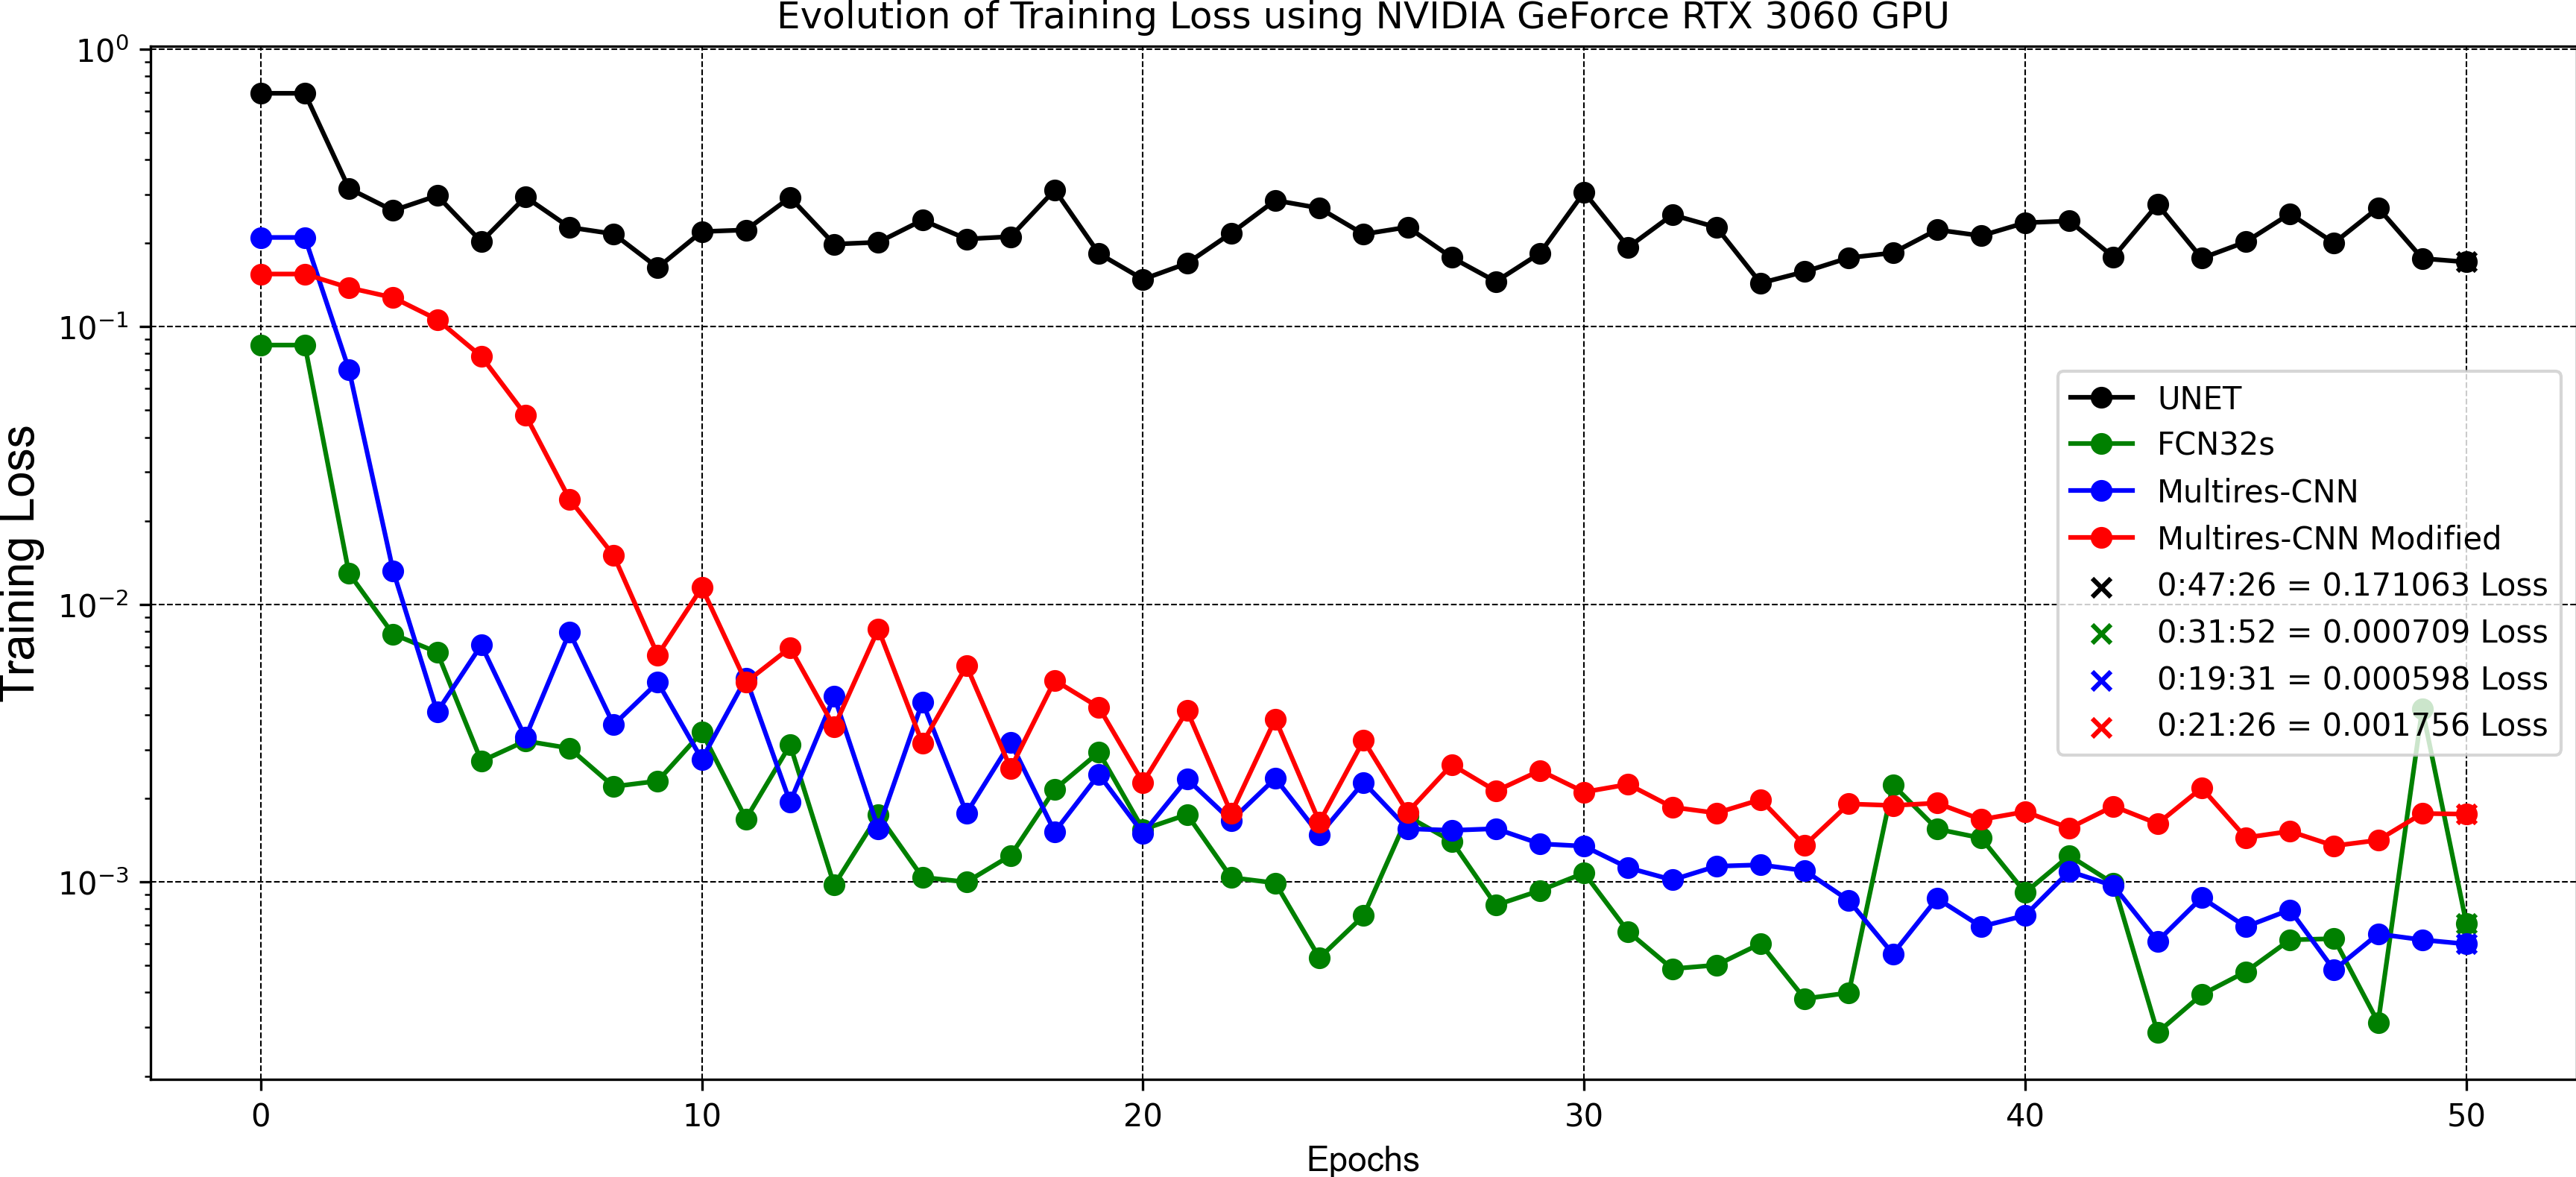 Evolution of Training Loss using NVIDIA GeForce RTX 3060 GPU
Training Loss
10⁰
10⁻¹
10⁻²
10⁻³
UNET
FCN32s
Multires-CNN
Multires-CNN Modified
0:47:26 = 0.171063 Loss
0:31:52 = 0.000709 Loss
0:19:31 = 0.000598 Loss
0:21:26 = 0.001756 Loss
0 10 20 30 40 50
Epochs